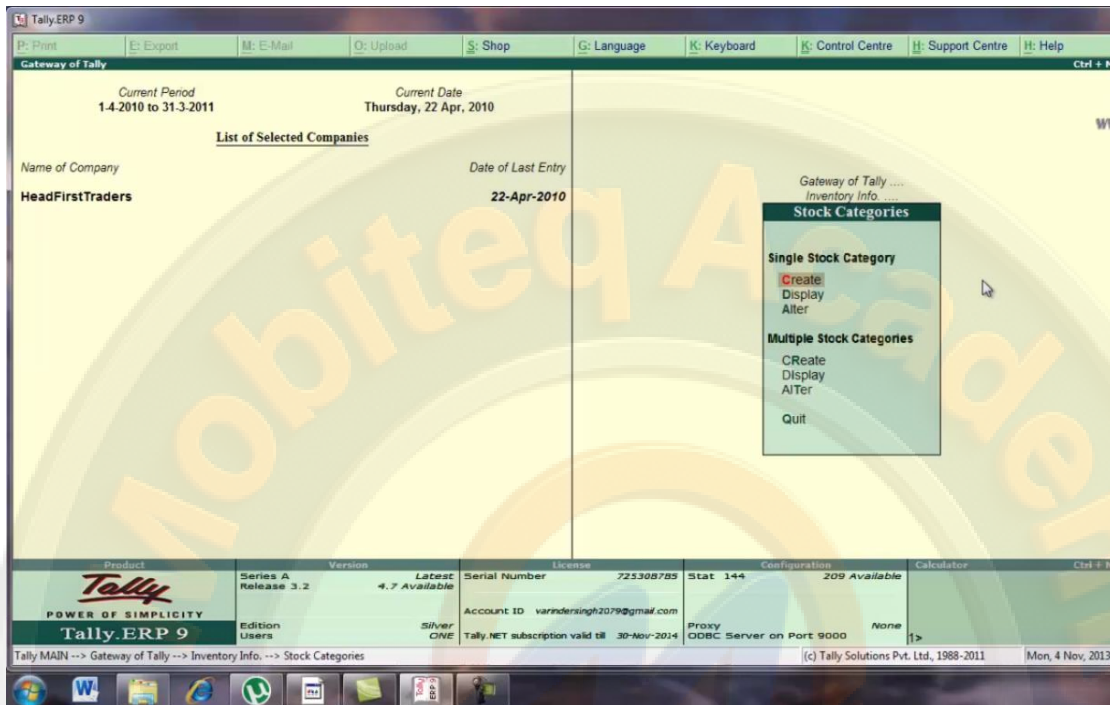 Tally.ERP 9
P: Print E: Export M: E-Mail O: Upload S: Shop G: Language K: Keyboard K: Control Centre H: Support Centre H: Help
Gateway of Tally Ctrl + N
Current Period Current Date
1-4-2010 to 31-3-2011 Thursday, 22 Apr, 2010
List of Selected Companies
Name of Company Date of Last Entry
HeadFirstTraders 22-Apr-2010
Gateway of Tally ....
Inventory Info. ....
Stock Categories
Single Stock Category
Create
Display
Alter
Multiple Stock Categories
CReate
DIsplay
AlTer
Quit
Mobiteq Academ
Product Version License Configuration Calculator Ctrl + N
Tally
POWER OF SIMPLICITY
Tally.ERP 9
Series A Latest
Release 3.2 4.7 Available
Edition Silver
Users ONE
Serial Number 725308785
Account ID varindersingh2079@gmail.com
Tally.NET subscription valid till 30-Nov-2014
Stat 144 209 Available
Proxy None
ODBC Server on Port 9000
1>
Tally MAIN --> Gateway of Tally --> Inventory Info. --> Stock Categories (c) Tally Solutions Pvt. Ltd., 1988-2011 Mon, 4 Nov, 2013